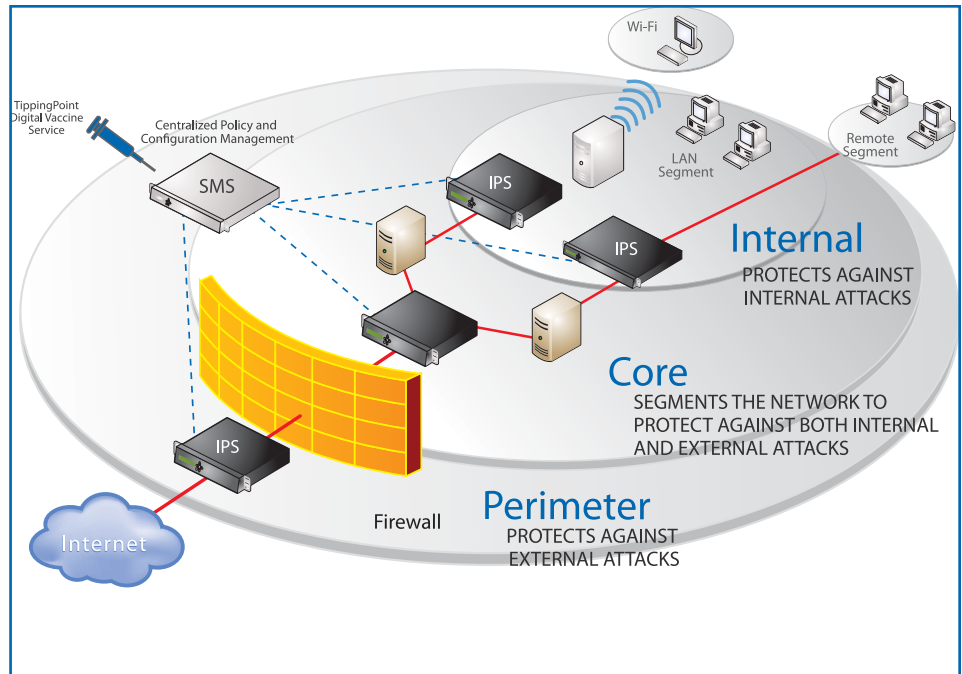 Wi-Fi
TippingPoint
Digital Vaccine
Service
Centralized Policy and
Configuration Management
SMS
IPS
LAN
Segment
Remote
Segment
IPS
Internal
PROTECTS AGAINST
INTERNAL ATTACKS
Core
SEGMENTS THE NETWORK TO
PROTECT AGAINST BOTH INTERNAL
AND EXTERNAL ATTACKS
IPS
Internet
Firewall
Perimeter
PROTECTS AGAINST
EXTERNAL ATTACKS